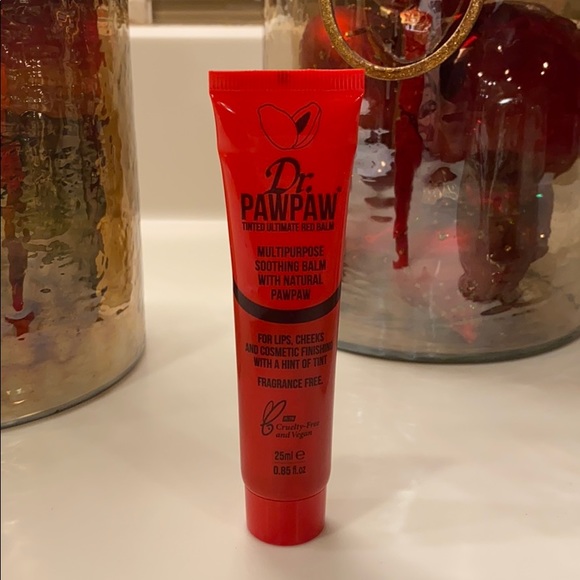 Dr.
PAWPAW
TINTED ULTIMATE RED BALM
MULTIPURPOSE
SOOTHING BALM
WITH NATURAL
PAWPAW
FOR LIPS, CHEEKS
AND COSMETIC FINISHING
WITH A HINT OF TINT
FRAGRANCE FREE.
Cruelty-Free
and Vegan
25ml e
0.85 fl.oz